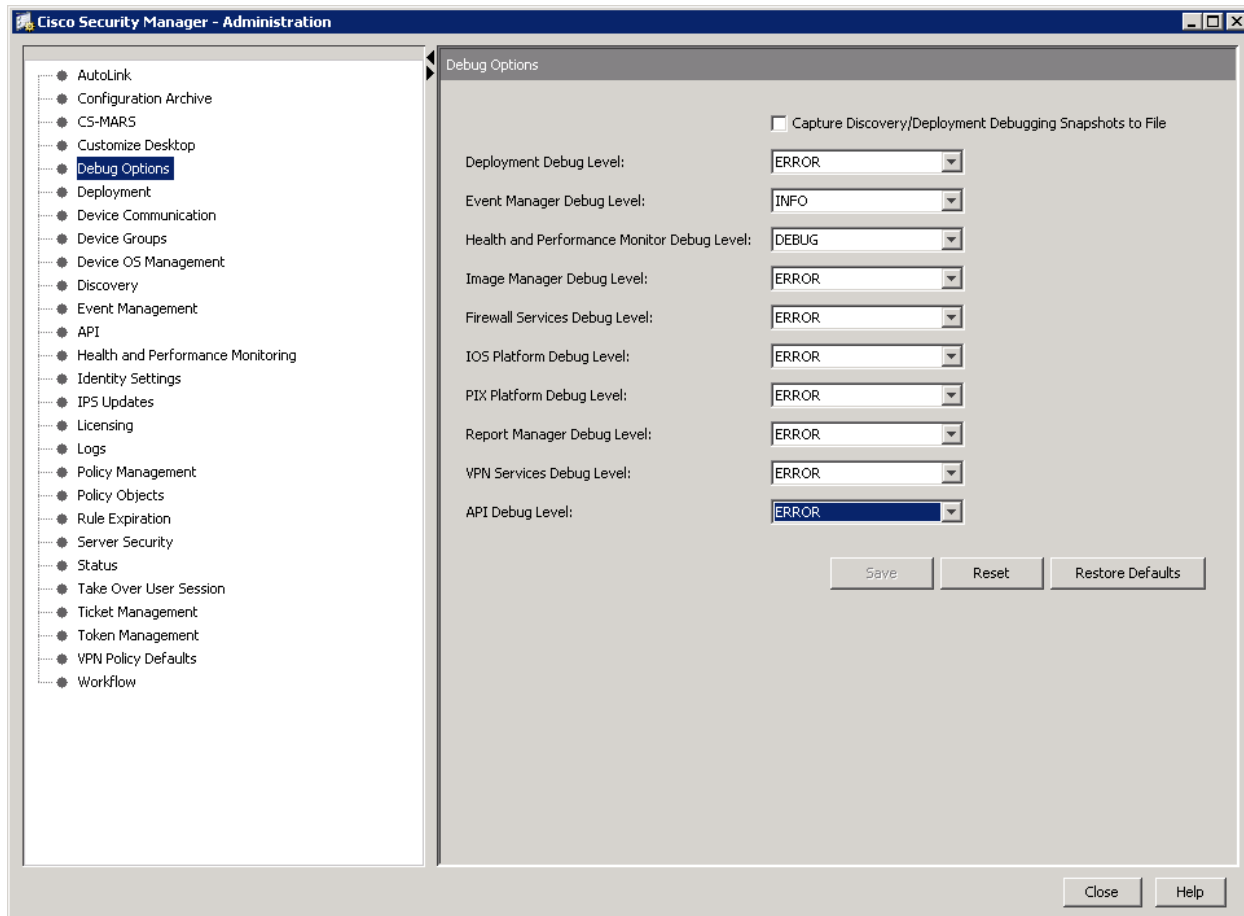 Cisco Security Manager - Administration
AutoLink
Configuration Archive
CS-MARS
Customize Desktop
Debug Options
Deployment
Device Communication
Device Groups
Device OS Management
Discovery
Event Management
API
Health and Performance Monitoring
Identity Settings
IPS Updates
Licensing
Logs
Policy Management
Policy Objects
Rule Expiration
Server Security
Status
Take Over User Session
Ticket Management
Token Management
VPN Policy Defaults
Workflow
Debug Options
Capture Discovery/Deployment Debugging Snapshots to File
Deployment Debug Level: ERROR
Event Manager Debug Level: INFO
Health and Performance Monitor Debug Level: DEBUG
Image Manager Debug Level: ERROR
Firewall Services Debug Level: ERROR
IOS Platform Debug Level: ERROR
PIX Platform Debug Level: ERROR
Report Manager Debug Level: ERROR
VPN Services Debug Level: ERROR
API Debug Level: ERROR
Save Reset Restore Defaults
Close Help